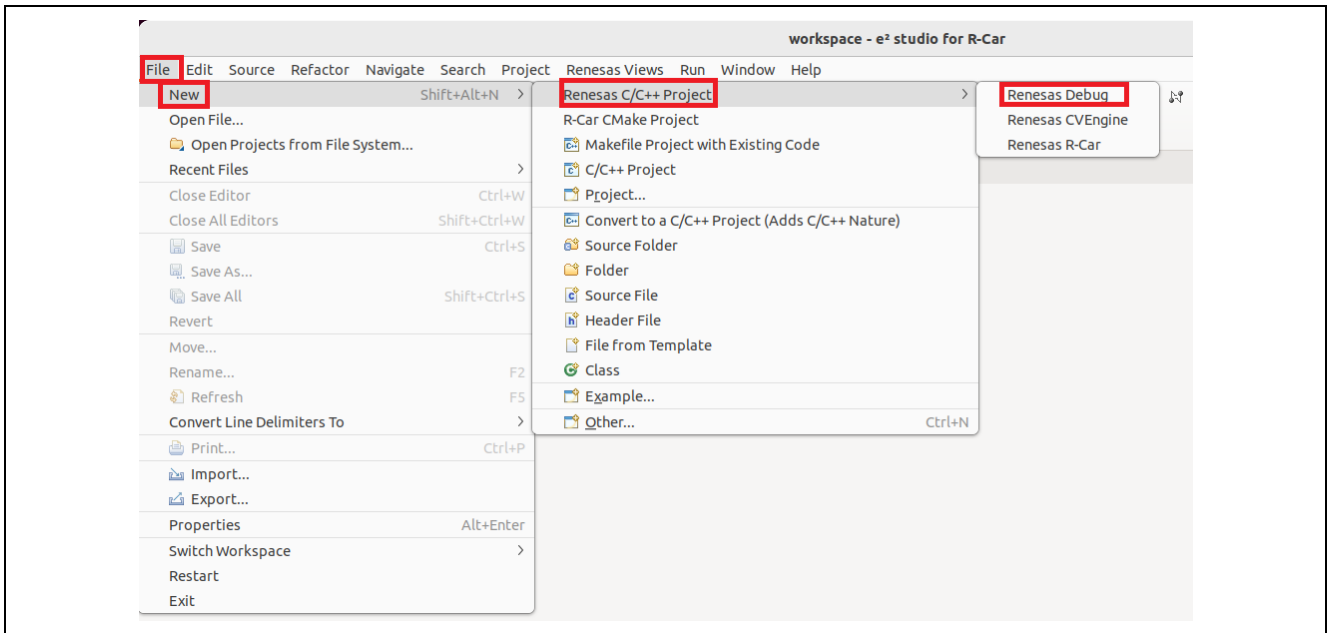 workspace - e² studio for R-Car
File Edit Source Refactor Navigate Search Project Renesas Views Run Window Help
New Shift+Alt+N >
Open File...
Open Projects from File System...
Recent Files >
Close Editor Ctrl+W
Close All Editors Shift+Ctrl+W
Save Ctrl+S
Save As...
Save All Shift+Ctrl+S
Revert
Move...
Rename... F2
Refresh F5
Convert Line Delimiters To >
Print... Ctrl+P
Import...
Export...
Properties Alt+Enter
Switch Workspace >
Restart
Exit
Renesas C/C++ Project >
R-Car CMake Project
Makefile Project with Existing Code
C/C++ Project
Project...
Convert to a C/C++ Project (Adds C/C++ Nature)
Source Folder
Folder
Source File
Header File
File from Template
Class
Example...
Other... Ctrl+N
Renesas Debug
Renesas CVEngine
Renesas R-Car